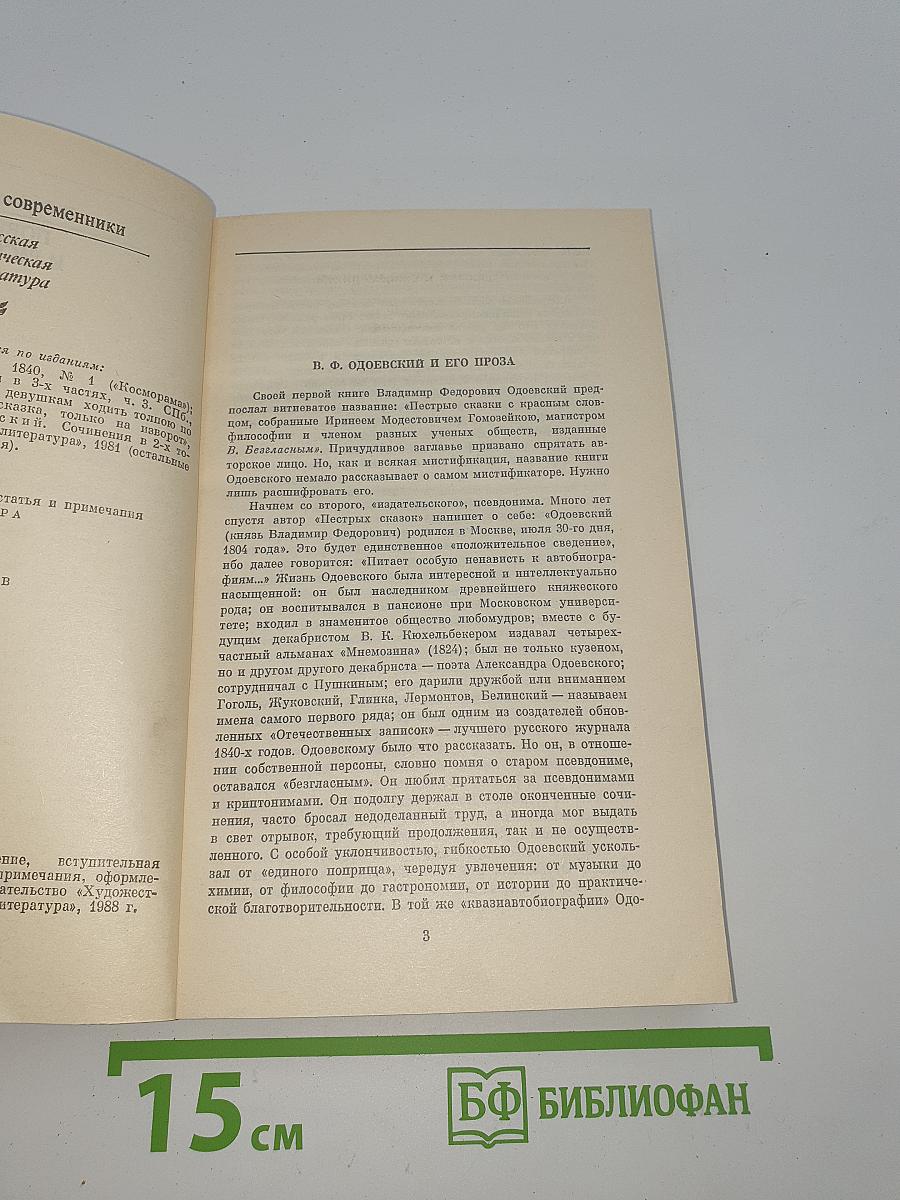 современники
ческая
атура
я по изданиям:
1840, № 1 («Косморама»);
в 3-х частях, ч. 3. СПб.,
девушкам ходить толпою по
сказка, только на изворот»,
ский. Сочинения в 2-х то-
литература», 1981 (остальные
я).
статья и примечания
РА
В
ение, вступительная
примечания, оформле-
ательство «Художест-
итература», 1988 г.
В. Ф. ОДОЕВСКИЙ И ЕГО ПРОЗА
Своей первой книге Владимир Федорович Одоевский пред-
послал витиеватое название: «Пестрые сказки с красным слов-
цом, собранные Иринеем Модестовичем Гомозейкою, магистром
философии и членом разных ученых обществ, изданные
В. Безгласным». Причудливое заглавье призвано спрятать ав-
торское лицо. Но, как и всякая мистификация, название книги
Одоевского немало рассказывает о самом мистификаторе. Нужно
лишь расшифровать его.
Начнем со второго, «издательского», псевдонима. Много лет
спустя автор «Пестрых сказок» напишет о себе: «Одоевский
(князь Владимир Федорович) родился в Москве, июля 30-го дня,
1804 года». Это будет единственное «положительное сведение»,
ибо далее говорится: «Питает особую ненависть к автобиогра-
фиям...» Жизнь Одоевского была интересной и интеллектуально
насыщенной: он был наследником древнейшего княжеского
рода; он воспитывался в пансионе при Московском универси-
тете; входил в знаменитое общество любомудров; вместе с бу-
дущим декабристом В. К. Кюхельбекером издавал четырех-
частный альманах «Мнемозина» (1824); был не только кузеном,
но и другом другого декабриста — поэта Александра Одоевского;
сотрудничал с Пушкиным; его дарили дружбой или вниманием
Гоголь, Жуковский, Глинка, Лермонтов, Белинский — называем
имена самого первого ряда; он был одним из создателей обнов-
ленных «Отечественных записок» — лучшего русского журнала
1840-х годов. Одоевскому было что рассказать. Но он, в отноше-
нии собственной персоны, словно помня о старом псевдониме,
оставался «безгласным». Он любил прятаться за псевдонимами
и криптонимами. Он подолгу держал в столе оконченные сочи-
нения, часто бросал недоделанный труд, а иногда мог выдать
в свет отрывок, требующий продолжения, так и не осуществ-
ленного. С особой уклончивостью, гибкостью Одоевский усколь-
зал от «единого поприща», чередуя увлечения: от музыки до
химии, от философии до гастрономии, от истории до практиче-
ской благотворительности. В той же «квазиавтобиографии» Одо-
3
15 см
БФ БИБЛИОФАН